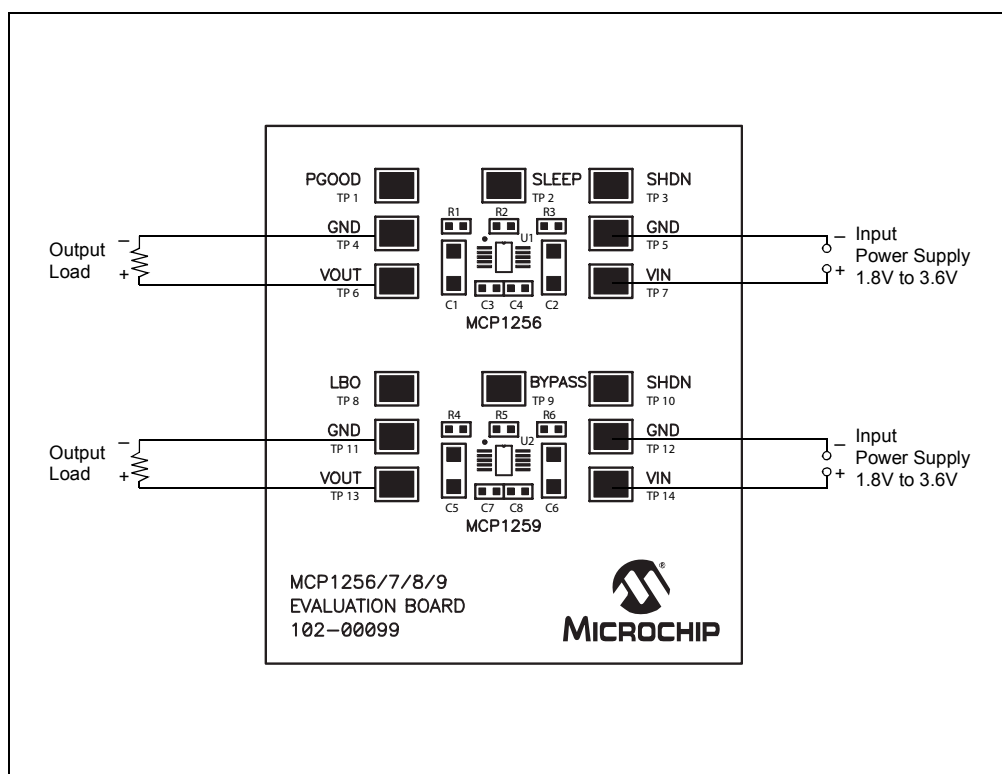 PGOOD
TP 1
SLEEP
TP 2
SHDN
TP 3
R1
R2
R3
GND
TP 4
U1
GND
TP 5
– Input
Power Supply
1.8V to 3.6V
+
–
Output
Load
+
VOUT
TP 6
VIN
TP 7
C1
C3
C4
C2
MCP1256
LBO
TP 8
BYPASS
TP 9
SHDN
TP 10
R4
R5
R6
GND
TP 11
U2
GND
TP 12
– Input
Power Supply
1.8V to 3.6V
+
–
Output
Load
+
VOUT
TP 13
VIN
TP 14
C5
C7
C8
C6
MCP1259
MCP1256/7/8/9
EVALUATION BOARD
102-00099
®
MICROCHIP